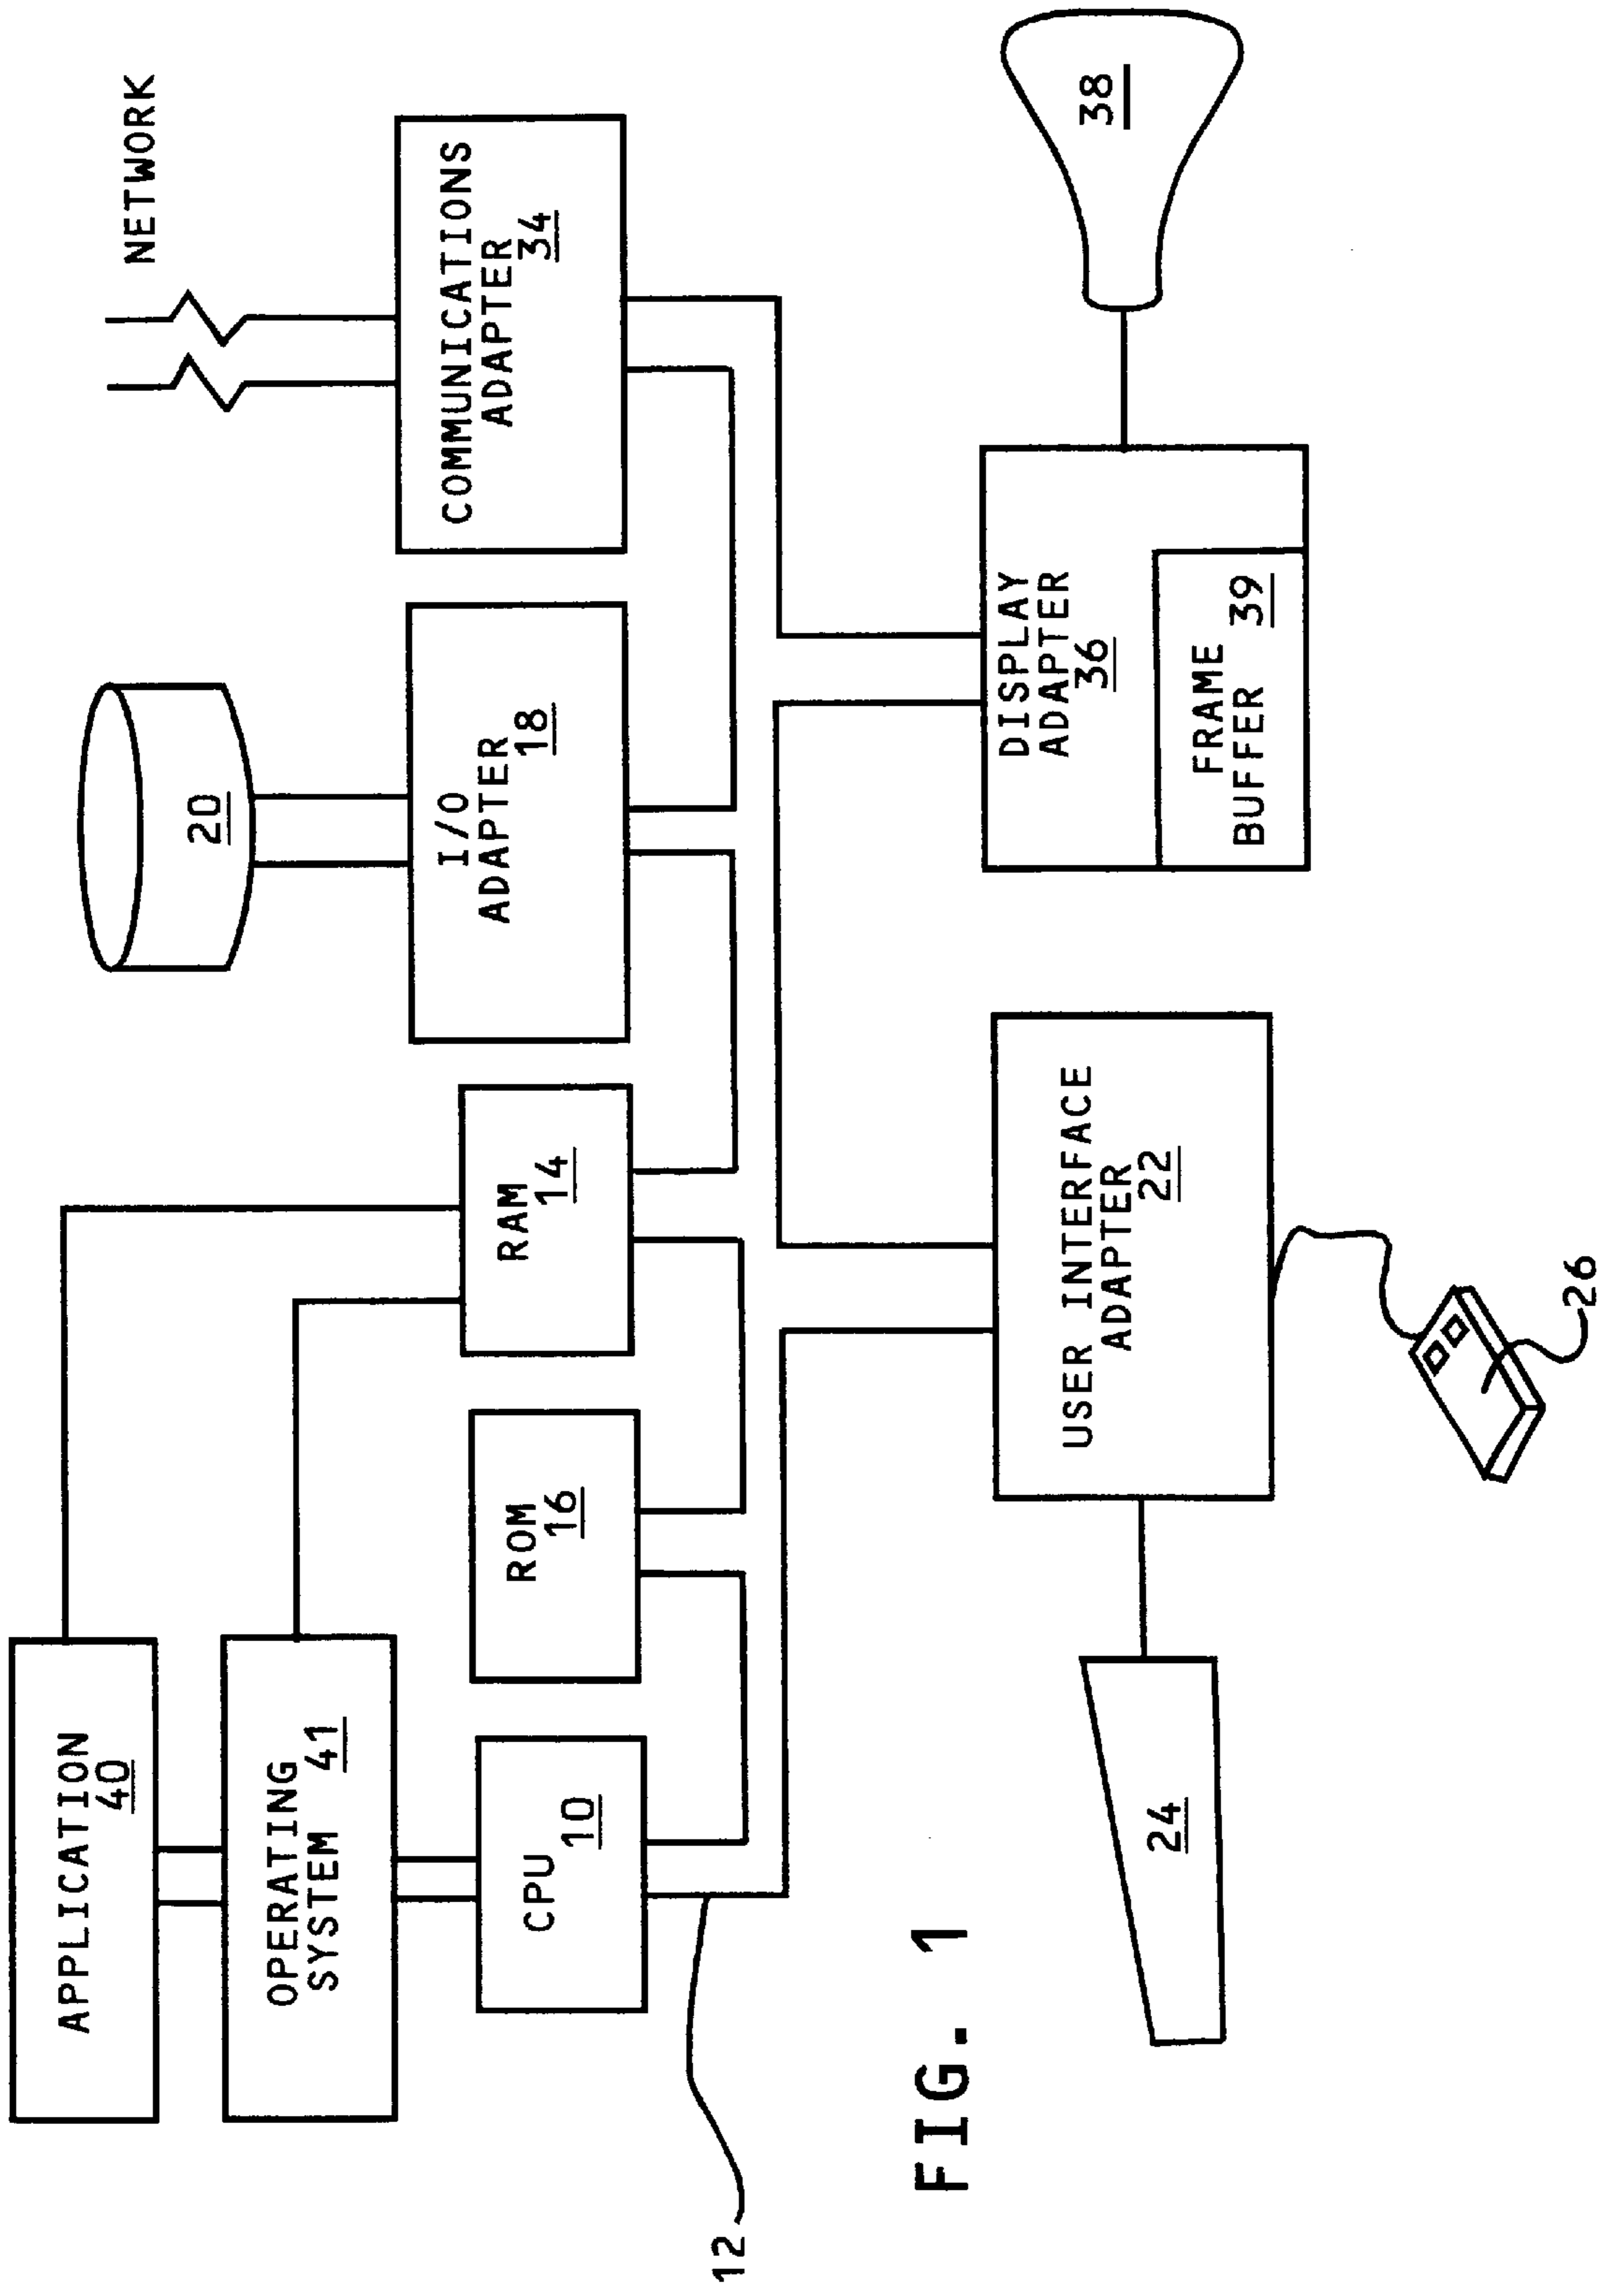 APPLICATION
40
OPERATING
SYSTEM 41
CPU
10
ROM
16
RAM
14
20
I/O
ADAPTER
18
NETWORK
COMMUNICATIONS
ADAPTER
34
12
USER INTERFACE
ADAPTER
22
24
26
DISPLAY
ADAPTER
36
FRAME
BUFFER 39
38
FIG. 1